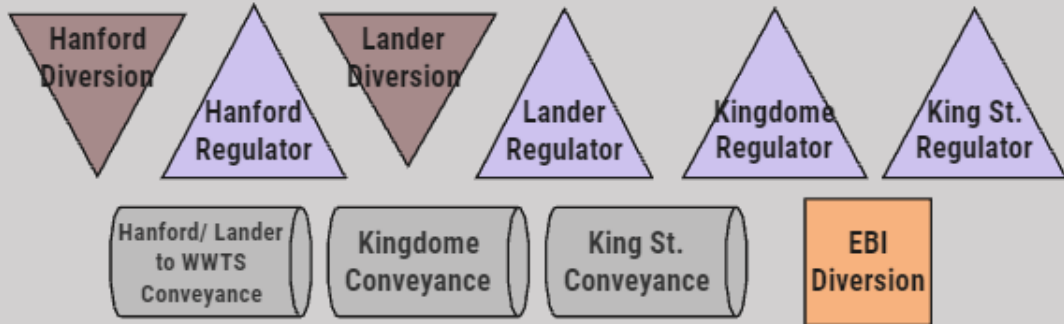 Hanford
Diversion
Hanford
Regulator
Lander
Diversion
Lander
Regulator
Kingdome
Regulator
King St.
Regulator
Hanford/ Lander
to WWTS
Conveyance
Kingdome
Conveyance
King St.
Conveyance
EBI
Diversion